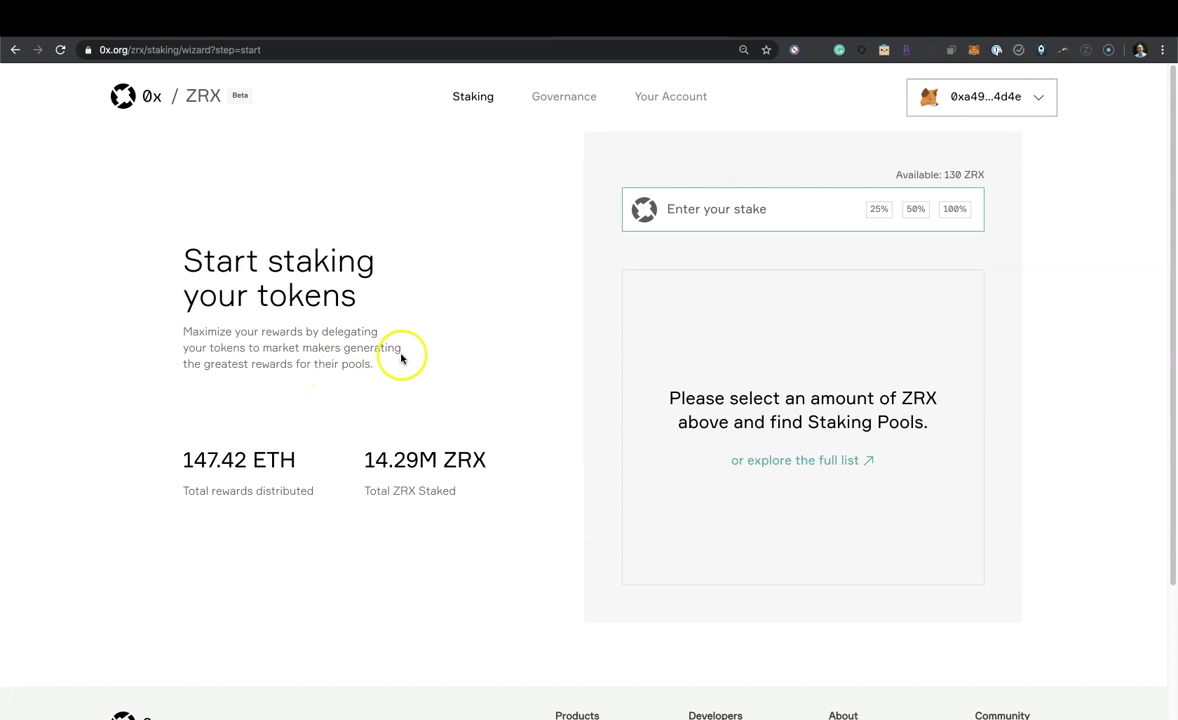 0x.org/zrx/staking/wizard?step=start
0x / ZRX Beta
Staking
Governance
Your Account
0xa49...4d4e
Start staking
your tokens
Maximize your rewards by delegating
your tokens to market makers generating
the greatest rewards for their pools.
147.42 ETH
14.29M ZRX
Total rewards distributed
Total ZRX Staked
Available: 130 ZRX
Enter your stake
25%
50%
100%
Please select an amount of ZRX
above and find Staking Pools.
or explore the full list
Products
Developers
About
Community